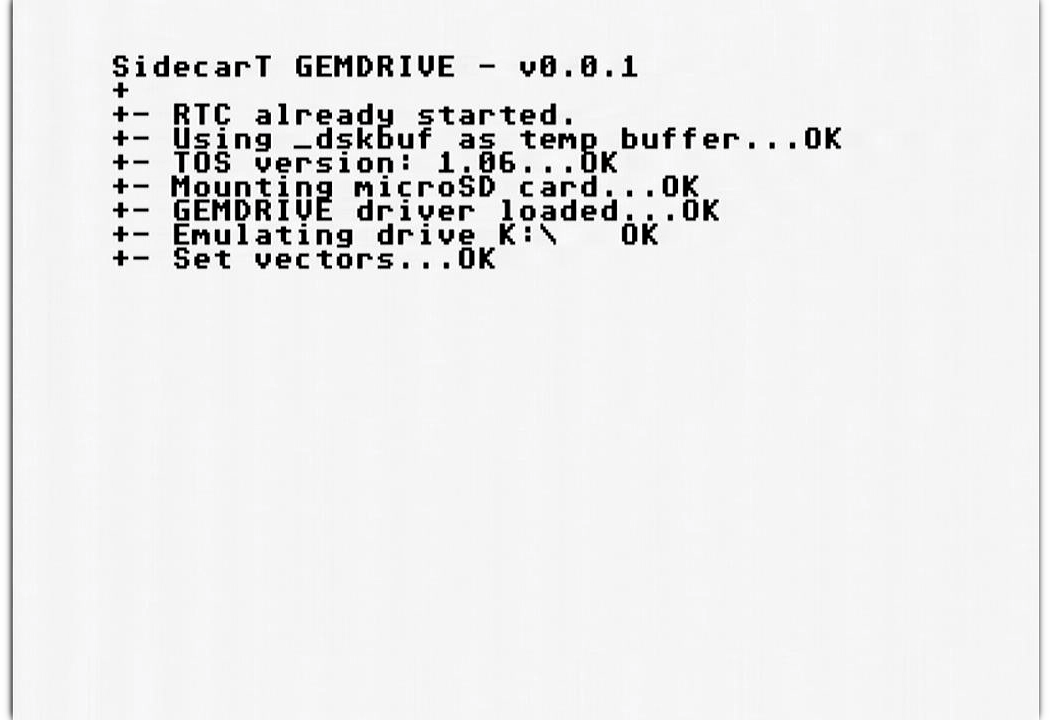 SidecarT GEMDRIVE - v0.0.1
+
+- RTC already started.
+- Using _dskbuf as temp buffer...OK
+- TOS version: 1.06...OK
+- Mounting microSD card...OK
+- GEMDRIVE driver loaded...OK
+- Emulating drive K:\   OK
+- Set vectors...OK